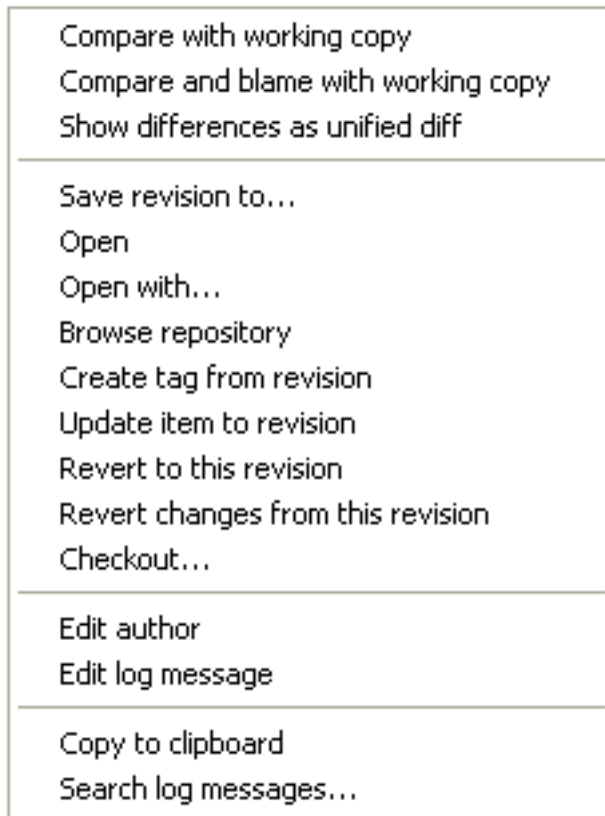 Compare with working copy
Compare and blame with working copy
Show differences as unified diff
Save revision to...
Open
Open with...
Browse repository
Create tag from revision
Update item to revision
Revert to this revision
Revert changes from this revision
Checkout...
Edit author
Edit log message
Copy to clipboard
Search log messages...